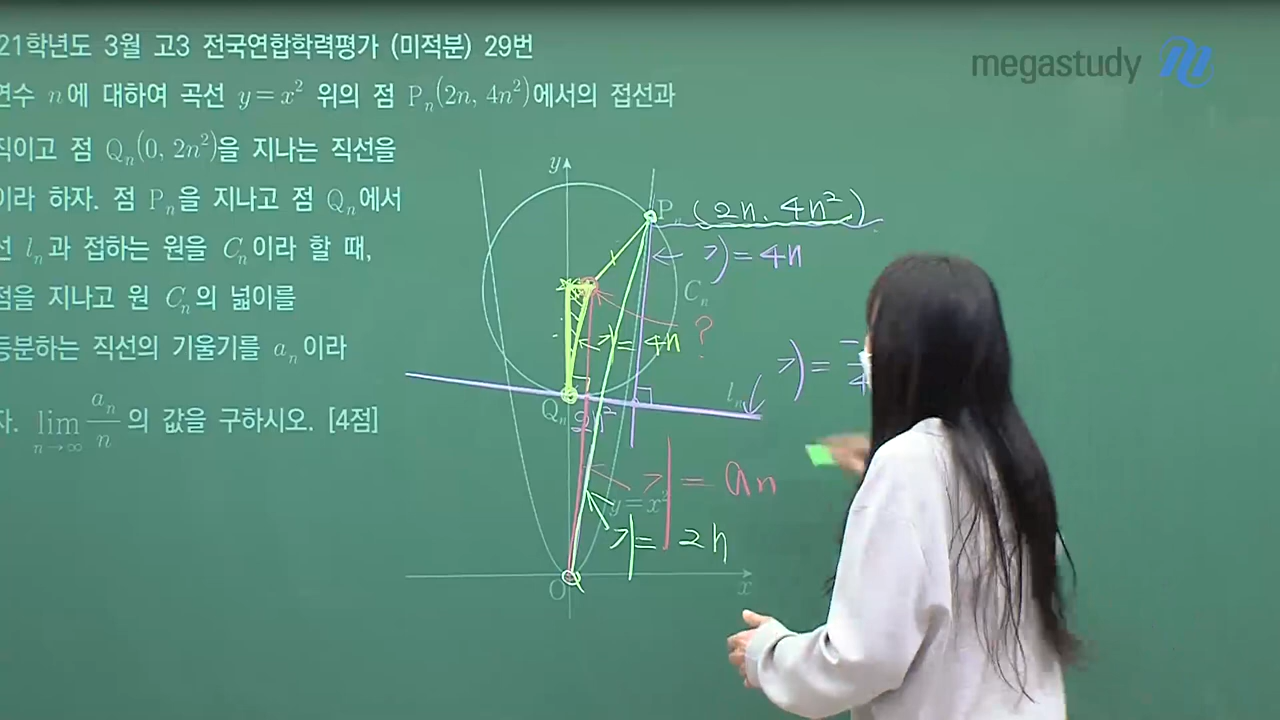 21학년도 3월 고3 전국연합학력평가 (미적분) 29번
megastudy
연수 n에 대하여 곡선 y=x² 위의 점 Pₙ(2n, 4n²)에서의 접선과
직이고 점 Qₙ(0, 2n²)을 지나는 직선을
이라 하자. 점 Pₙ을 지나고 점 Qₙ에서
선 lₙ과 접하는 원을 Cₙ이라 할 때,
점을 지나고 원 Cₙ의 넓이를
등분하는 직선의 기울기를 aₙ이라
자. lim n→∞ aₙ/n 의 값을 구하시오. [4점]
y
Pₙ (2n, 4n²)
기=4n
Cₙ
?
기=4n
lₙ
Qₙ
2n²
기 = aₙ
y=x²
기= 2n
O
x